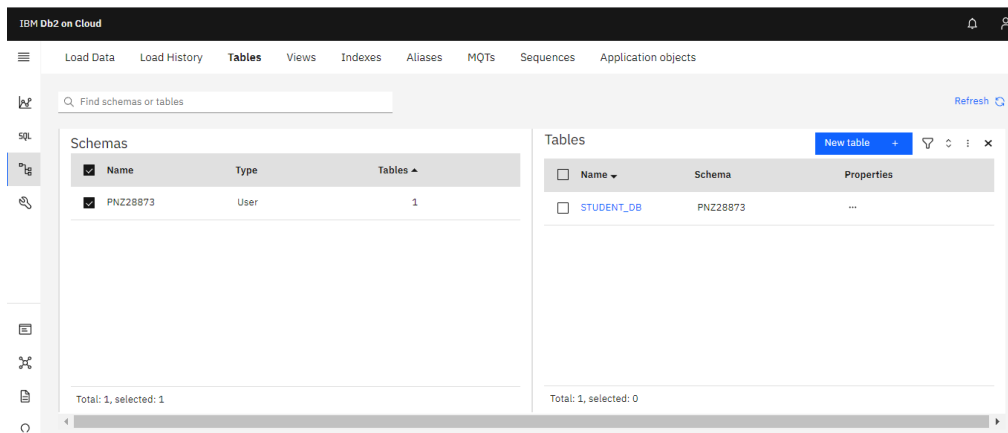 IBM Db2 on Cloud
Load Data Load History Tables Views Indexes Aliases MQTs Sequences Application objects
Find schemas or tables
Refresh
SQL
Schemas
Name Type Tables
PNZ28873 User 1
Total: 1, selected: 1
Tables
New table +
Name Schema Properties
STUDENT_DB PNZ28873 ...
Total: 1, selected: 0